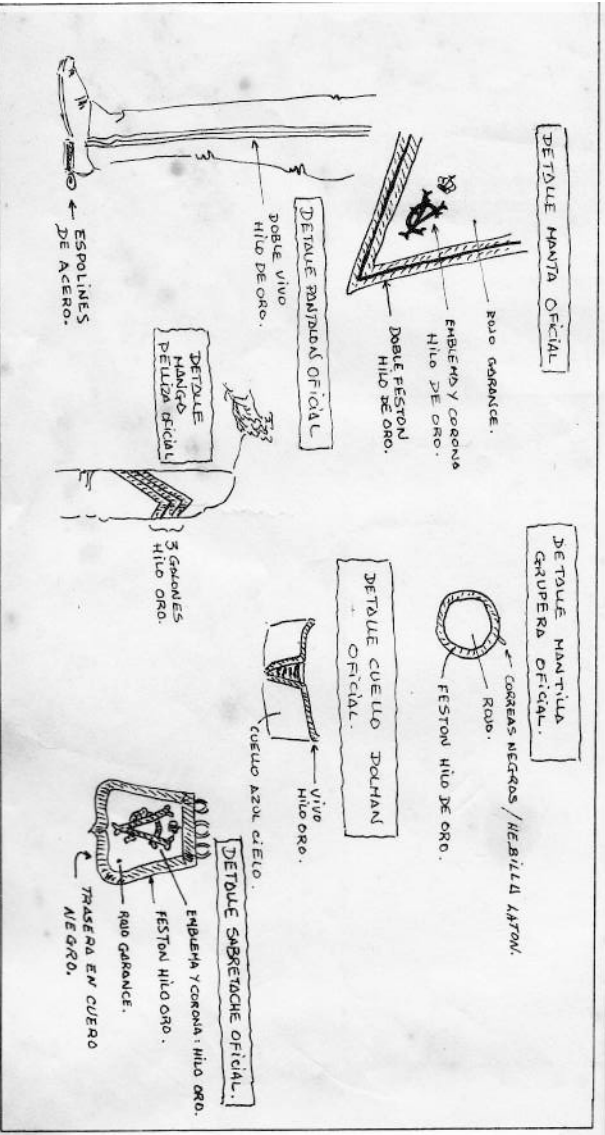 DETALLE MANTA OFICIAL
ROJO GARANCE.
EMBLEMA Y CORONA
HILO DE ORO.
DOBLE FESTON
HILO DE ORO.
DETALLE PANTALON OFICIAL
DOBLE VIVO
HILO DE ORO.
ESPOLINES
DE ACERO.
DETALLE
MANGA
PELLIZA OFICIAL
3 GALONES
HILO ORO.
DETALLE MANTILLA
GRUPERA OFICIAL.
CORREAS NEGRAS / HEBILLA LATON.
ROJO.
FESTON HILO DE ORO.
DETALLE CUELLO DOLMAN
OFICIAL.
VIVO
HILO ORO.
CUELLO AZUL CIELO.
DETALLE SABRETACHE OFICIAL.
EMBLEMA Y CORONA: HILO ORO.
FESTON HILO ORO.
ROJO GARANCE.
TRASERA EN CUERO
NEGRO.